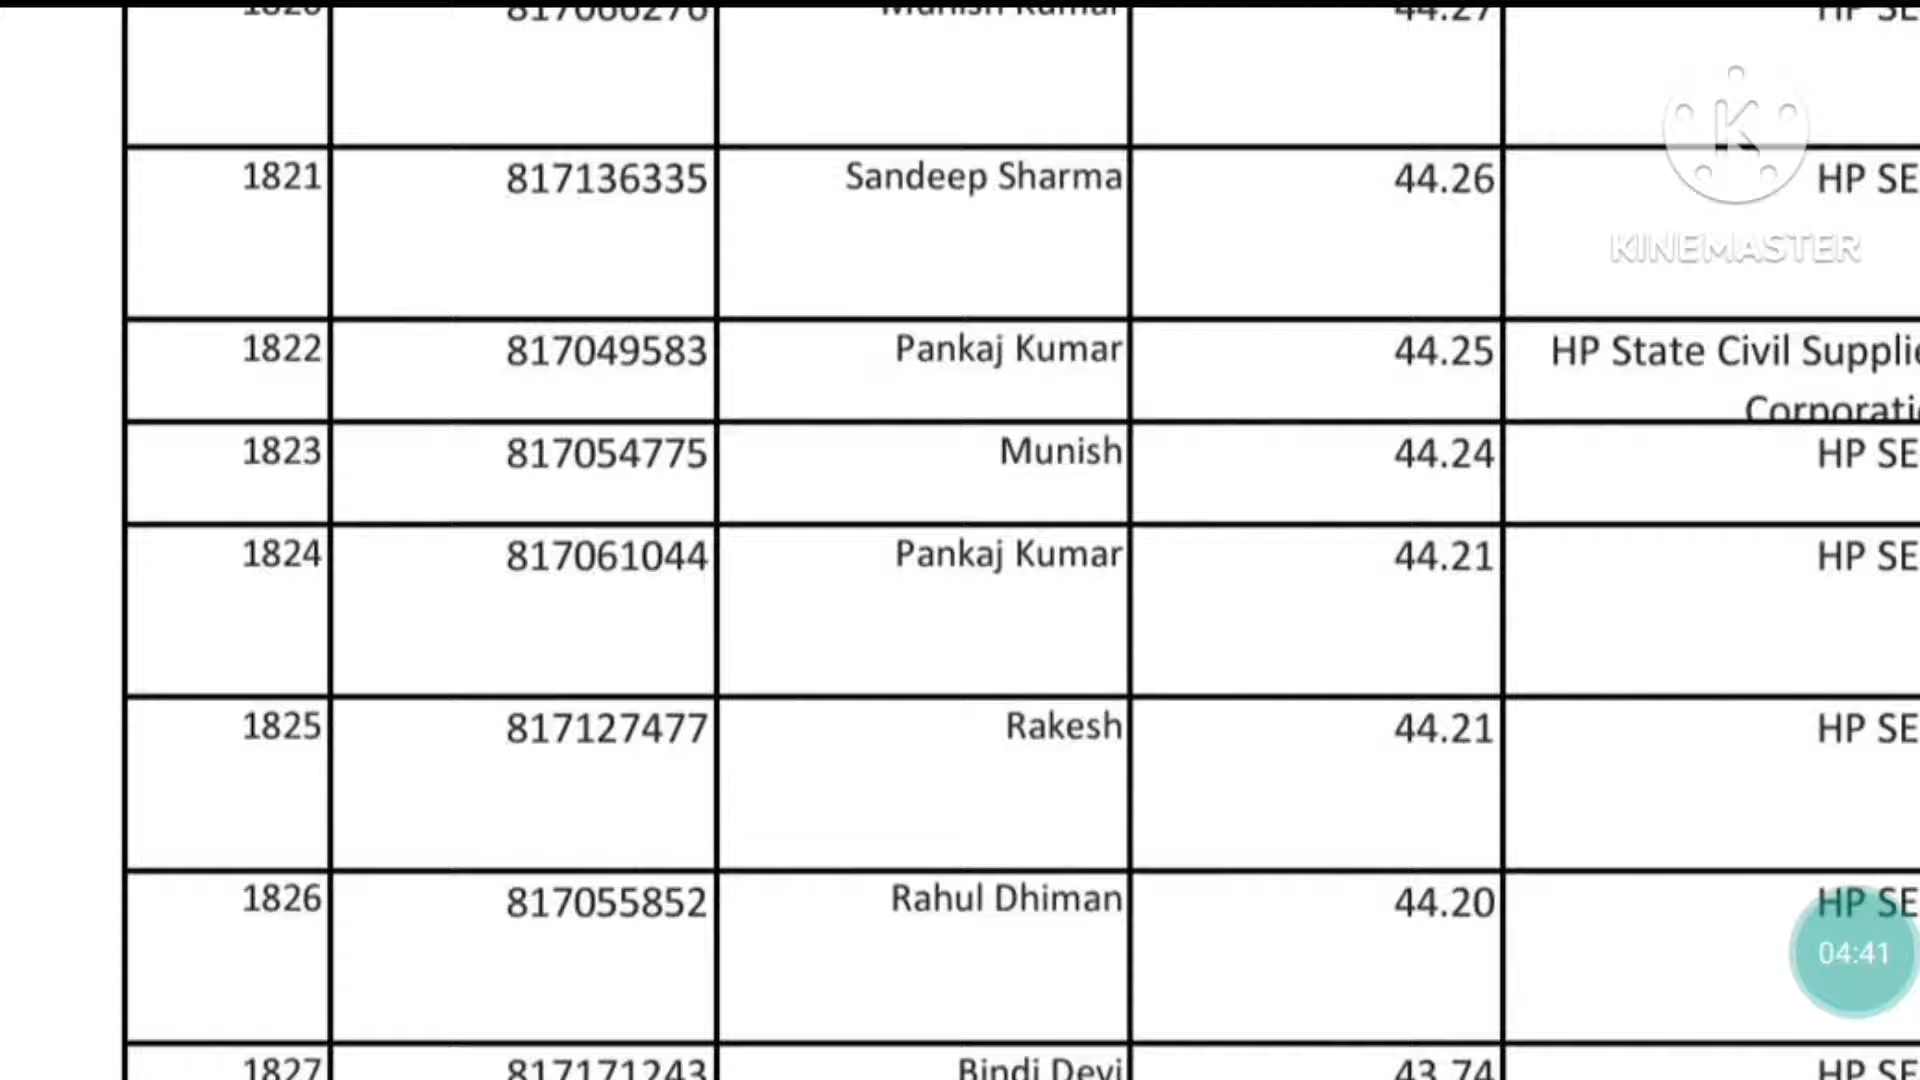 1820 817066276 Munish Kumar 44.27 HP SE
1821 817136335 Sandeep Sharma 44.26 HP SE
KINEMASTER
1822 817049583 Pankaj Kumar 44.25 HP State Civil Supplie
Corporati
1823 817054775 Munish 44.24 HP SE
1824 817061044 Pankaj Kumar 44.21 HP SE
1825 817127477 Rakesh 44.21 HP SE
1826 817055852 Rahul Dhiman 44.20 HP SE
04:41
1827 817171243 Bindi Devi 43.74 HP SE